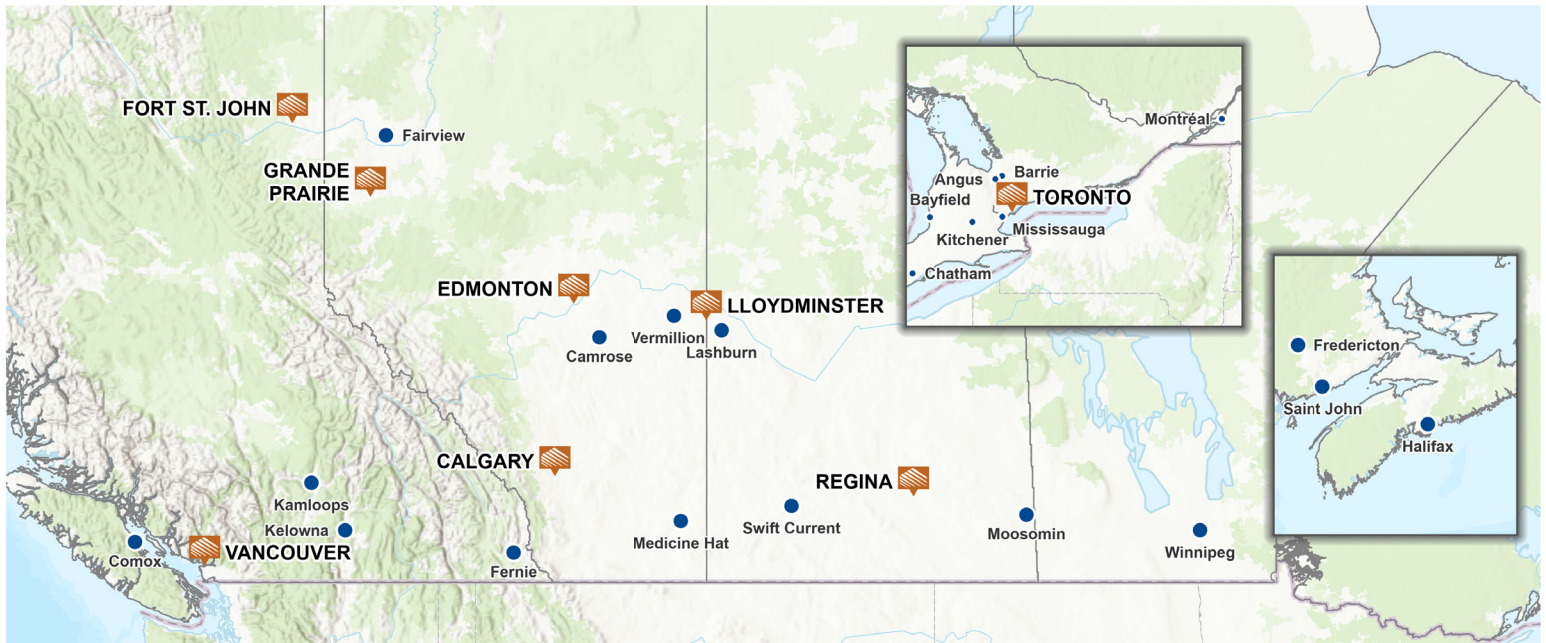 FORT ST. JOHN
Fairview
GRANDE
PRAIRIE
EDMONTON
LLOYDMINSTER
Vermillion
Camrose
Lashburn
CALGARY
REGINA
Kamloops
Kelowna
Swift Current
Moosomin
Medicine Hat
Winnipeg
VANCOUVER
Comox
Fernie
Montréal
Barrie
Angus
TORONTO
Bayfield
Mississauga
Kitchener
Chatham
Fredericton
Saint John
Halifax